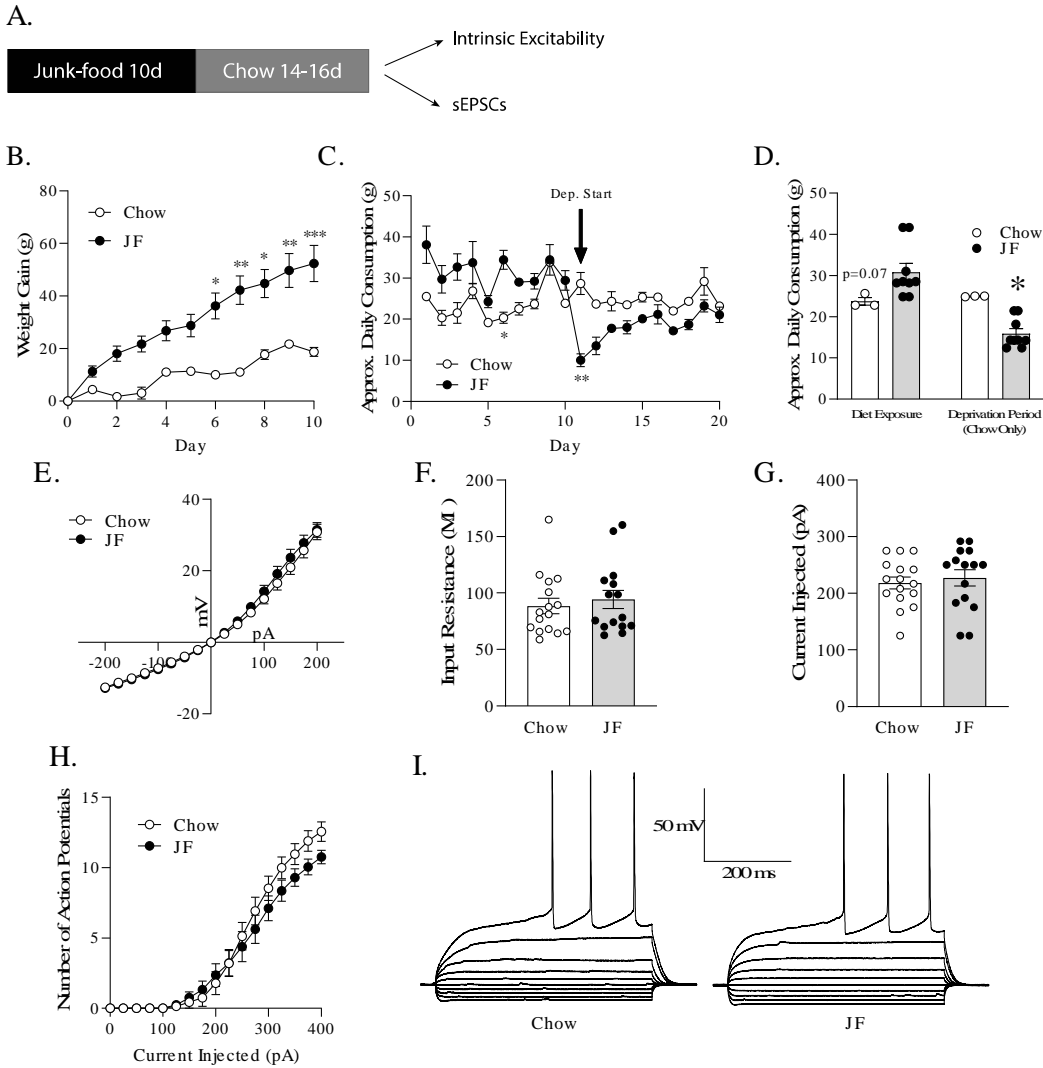 A.
Junk-food 10d
Chow 14-16d
Intrinsic Excitability
sEPSCs
B.
Weight Gain (g)
80
60
40
20
0
Chow
JF
*
**
*
**
***
0 2 4 6 8 10
Day
C.
Approx. Daily Consumption (g)
50
40
30
20
10
0
Dep. Start
*
**
Chow
JF
0 5 10 15 20
Day
D.
Approx. Daily Consumption (g)
50
40
30
20
10
0
Chow
JF
p=0.07
*
Diet Exposure
Deprivation Period
(Chow Only)
E.
Chow
JF
40
20
-20
mV
pA
-200 -100 100 200
F.
Input Resistance (M )
200
150
100
50
0
Chow JF
G.
Current Injected (pA)
400
300
200
100
0
Chow JF
H.
Number of Action Potentials
15
10
5
0
Chow
JF
0 100 200 300 400
Current Injected (pA)
I.
50 mV
200 ms
Chow
JF